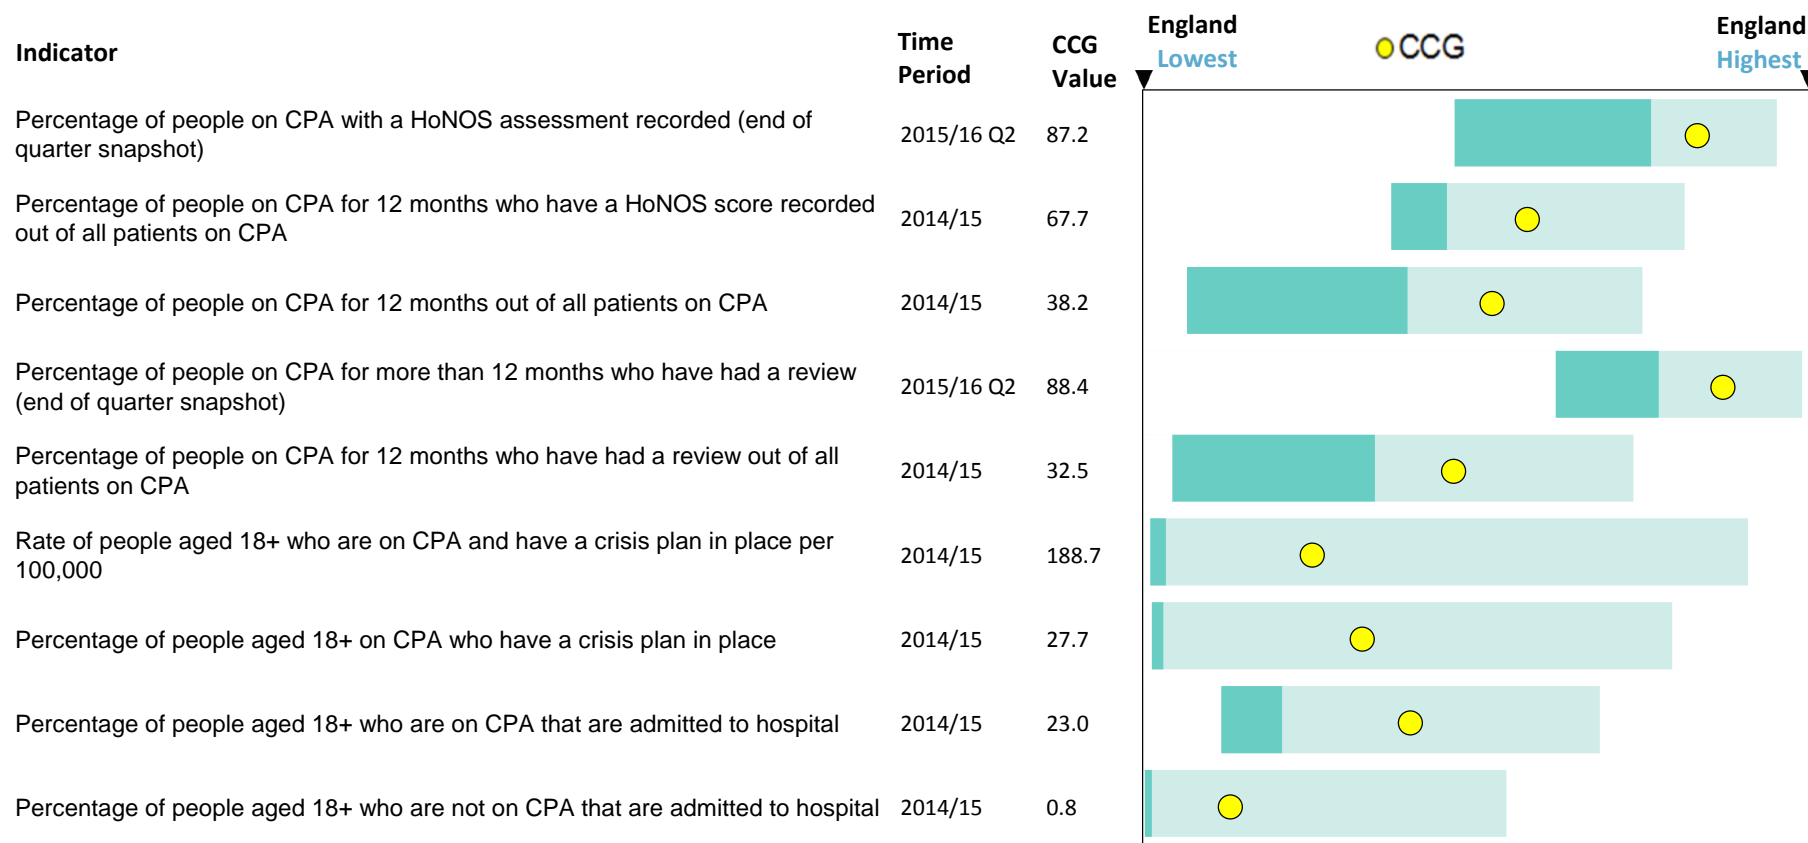 Indicator
Time Period
CCG Value
England Lowest
CCG
England Highest
Percentage of people on CPA with a HoNOS assessment recorded (end of
quarter snapshot)
2015/16 Q2 87.2
Percentage of people on CPA for 12 months who have a HoNOS score recorded
out of all patients on CPA
2014/15 67.7
Percentage of people on CPA for 12 months out of all patients on CPA 2014/15 38.2
Percentage of people on CPA for more than 12 months who have had a review
(end of quarter snapshot)
2015/16 Q2 88.4
Percentage of people on CPA for 12 months who have had a review out of all
patients on CPA
2014/15 32.5
Rate of people aged 18+ who are on CPA and have a crisis plan in place per
100,000
2014/15 188.7
Percentage of people aged 18+ on CPA who have a crisis plan in place 2014/15 27.7
Percentage of people aged 18+ who are on CPA that are admitted to hospital 2014/15 23.0
Percentage of people aged 18+ who are not on CPA that are admitted to hospital 2014/15 0.8